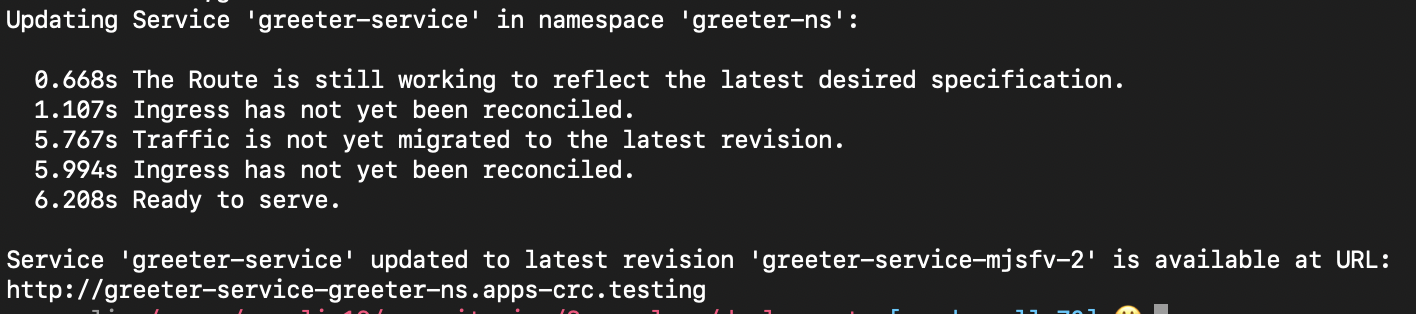 Updating Service 'greeter-service' in namespace 'greeter-ns':
0.668s The Route is still working to reflect the latest desired specification.
1.107s Ingress has not yet been reconciled.
5.767s Traffic is not yet migrated to the latest revision.
5.994s Ingress has not yet been reconciled.
6.208s Ready to serve.
Service 'greeter-service' updated to latest revision 'greeter-service-mjsfv-2' is available at URL:
http://greeter-service-greeter-ns.apps-crc.testing